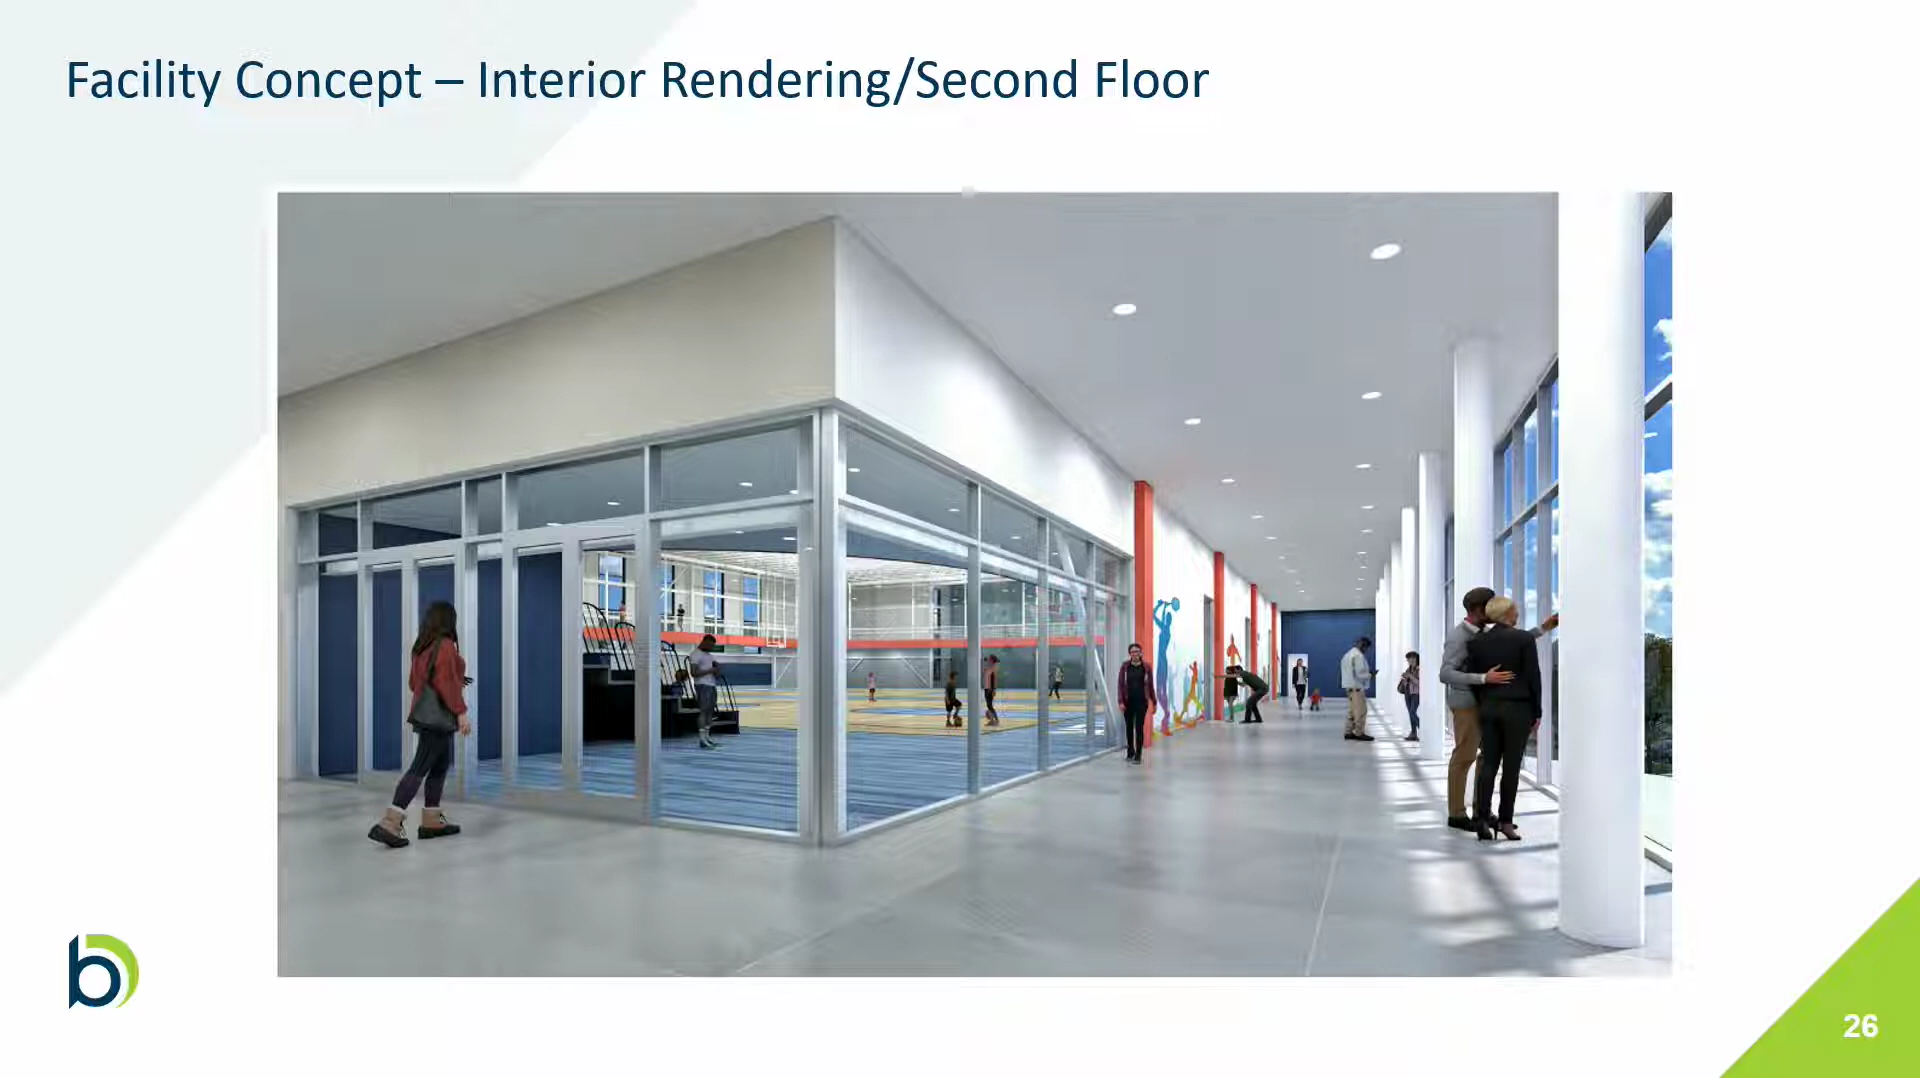 Facility Concept – Interior Rendering/Second Floor
b
26